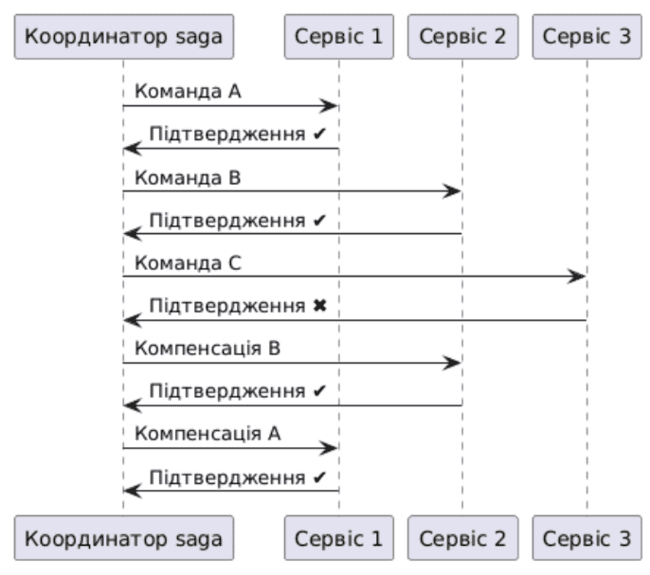 Координатор saga Сервіс 1 Сервіс 2 Сервіс 3
Команда A
Підтвердження ✔
Команда B
Підтвердження ✔
Команда C
Підтвердження ✖
Компенсація B
Підтвердження ✔
Компенсація A
Підтвердження ✔
Координатор saga Сервіс 1 Сервіс 2 Сервіс 3